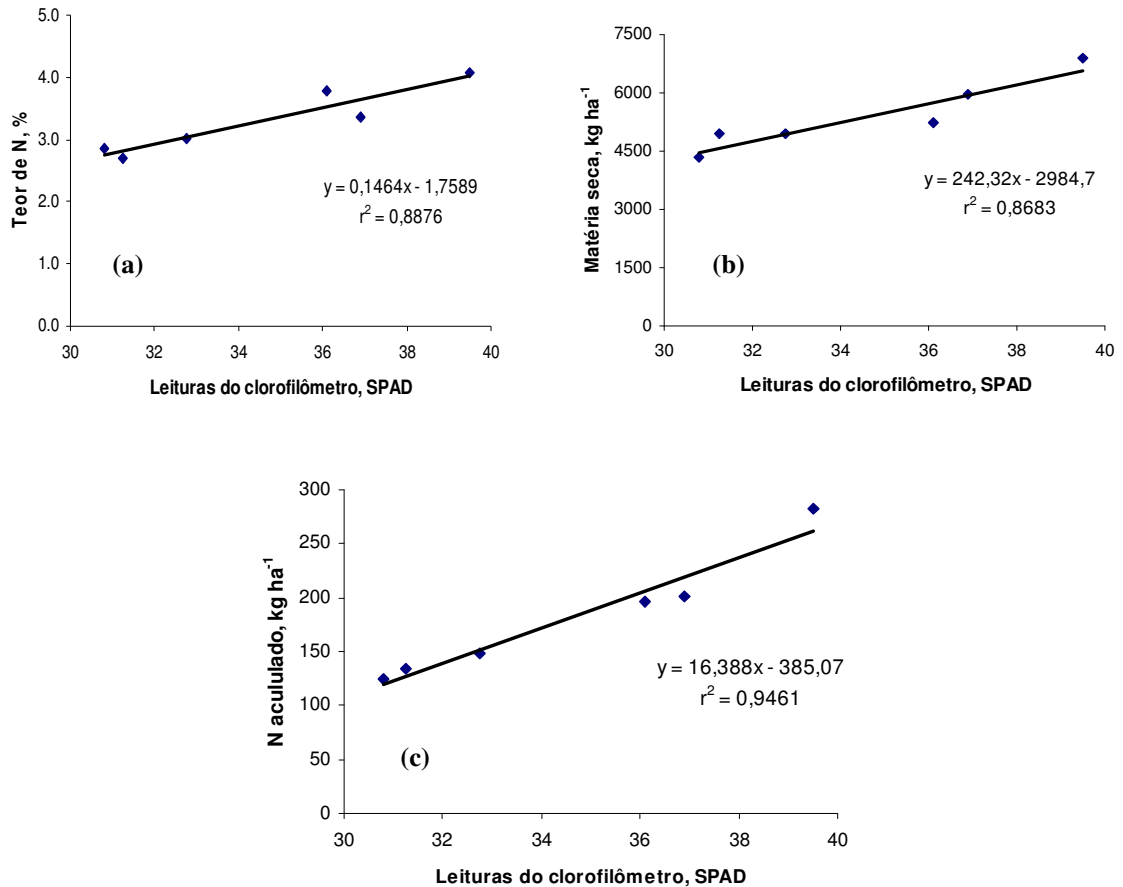 5.0
4.0
3.0
2.0
1.0
0.0
Teor de N, %
y = 0,1464x - 1,7589
r² = 0,8876
(a)
30 32 34 36 38 40
Leituras do clorofilômetro, SPAD
7500
6000
4500
3000
1500
0
Matéria seca, kg ha⁻¹
y = 242,32x - 2984,7
r² = 0,8683
(b)
30 32 34 36 38 40
Leituras do clorofilômetro, SPAD
300
250
200
150
100
50
0
N acululado, kg ha⁻¹
y = 16,388x - 385,07
r² = 0,9461
(c)
30 32 34 36 38 40
Leituras do clorofilômetro, SPAD